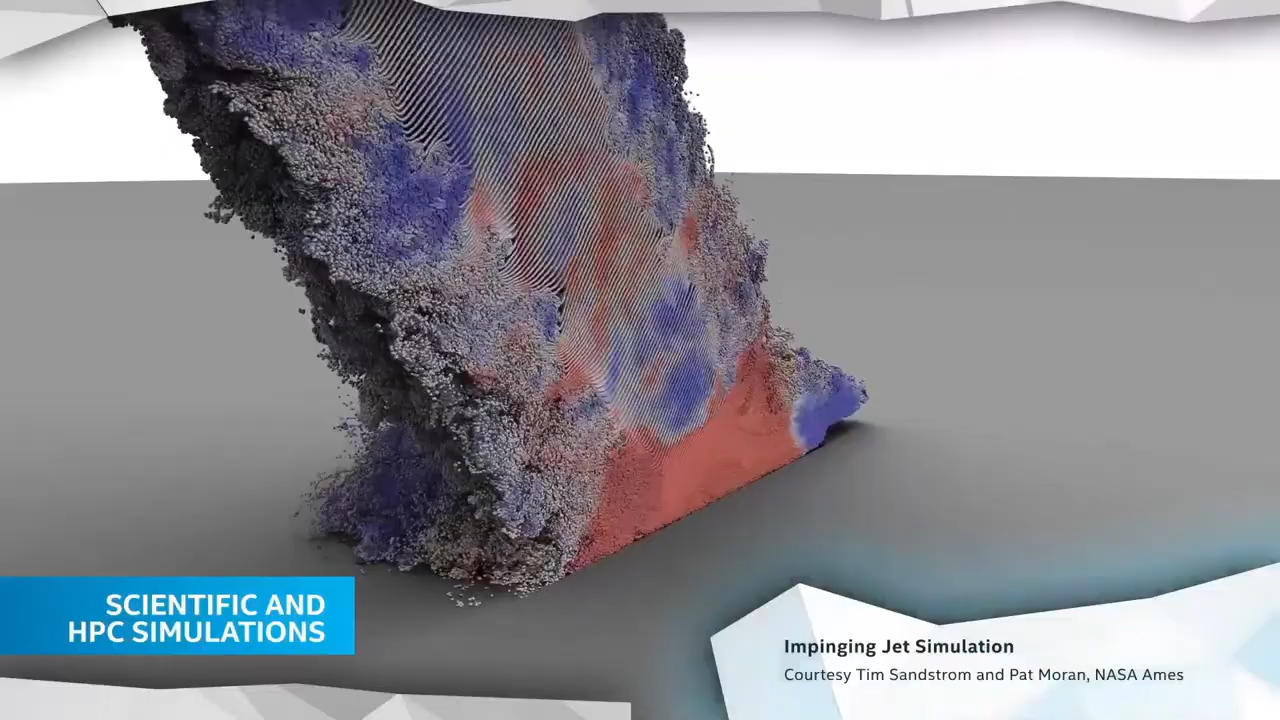 SCIENTIFIC AND
HPC SIMULATIONS
Impinging Jet Simulation
Courtesy Tim Sandstrom and Pat Moran, NASA Ames